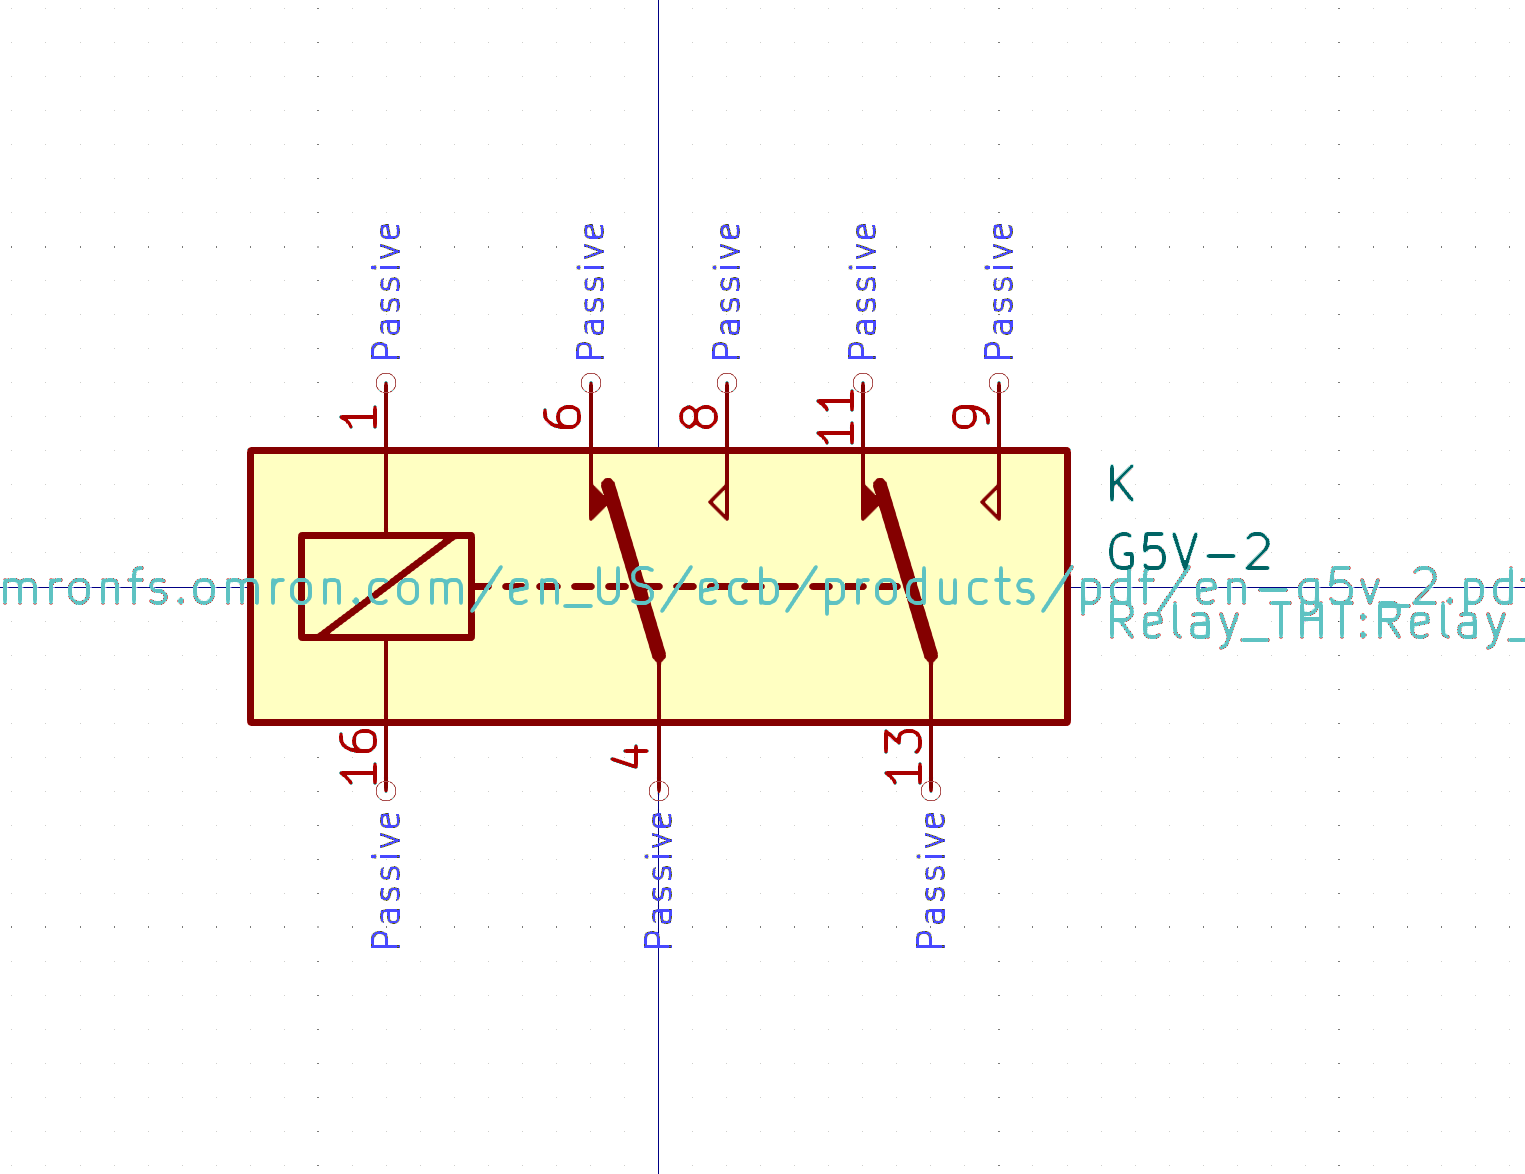 Passive
Passive
Passive
Passive
Passive
1
6
8
11
9
K
G5V-2
mronfs.omron.com/en_US/ecb/products/pdf/en-g5v_2.pd
Relay_THT:Relay_
16
4
13
Passive
Passive
Passive